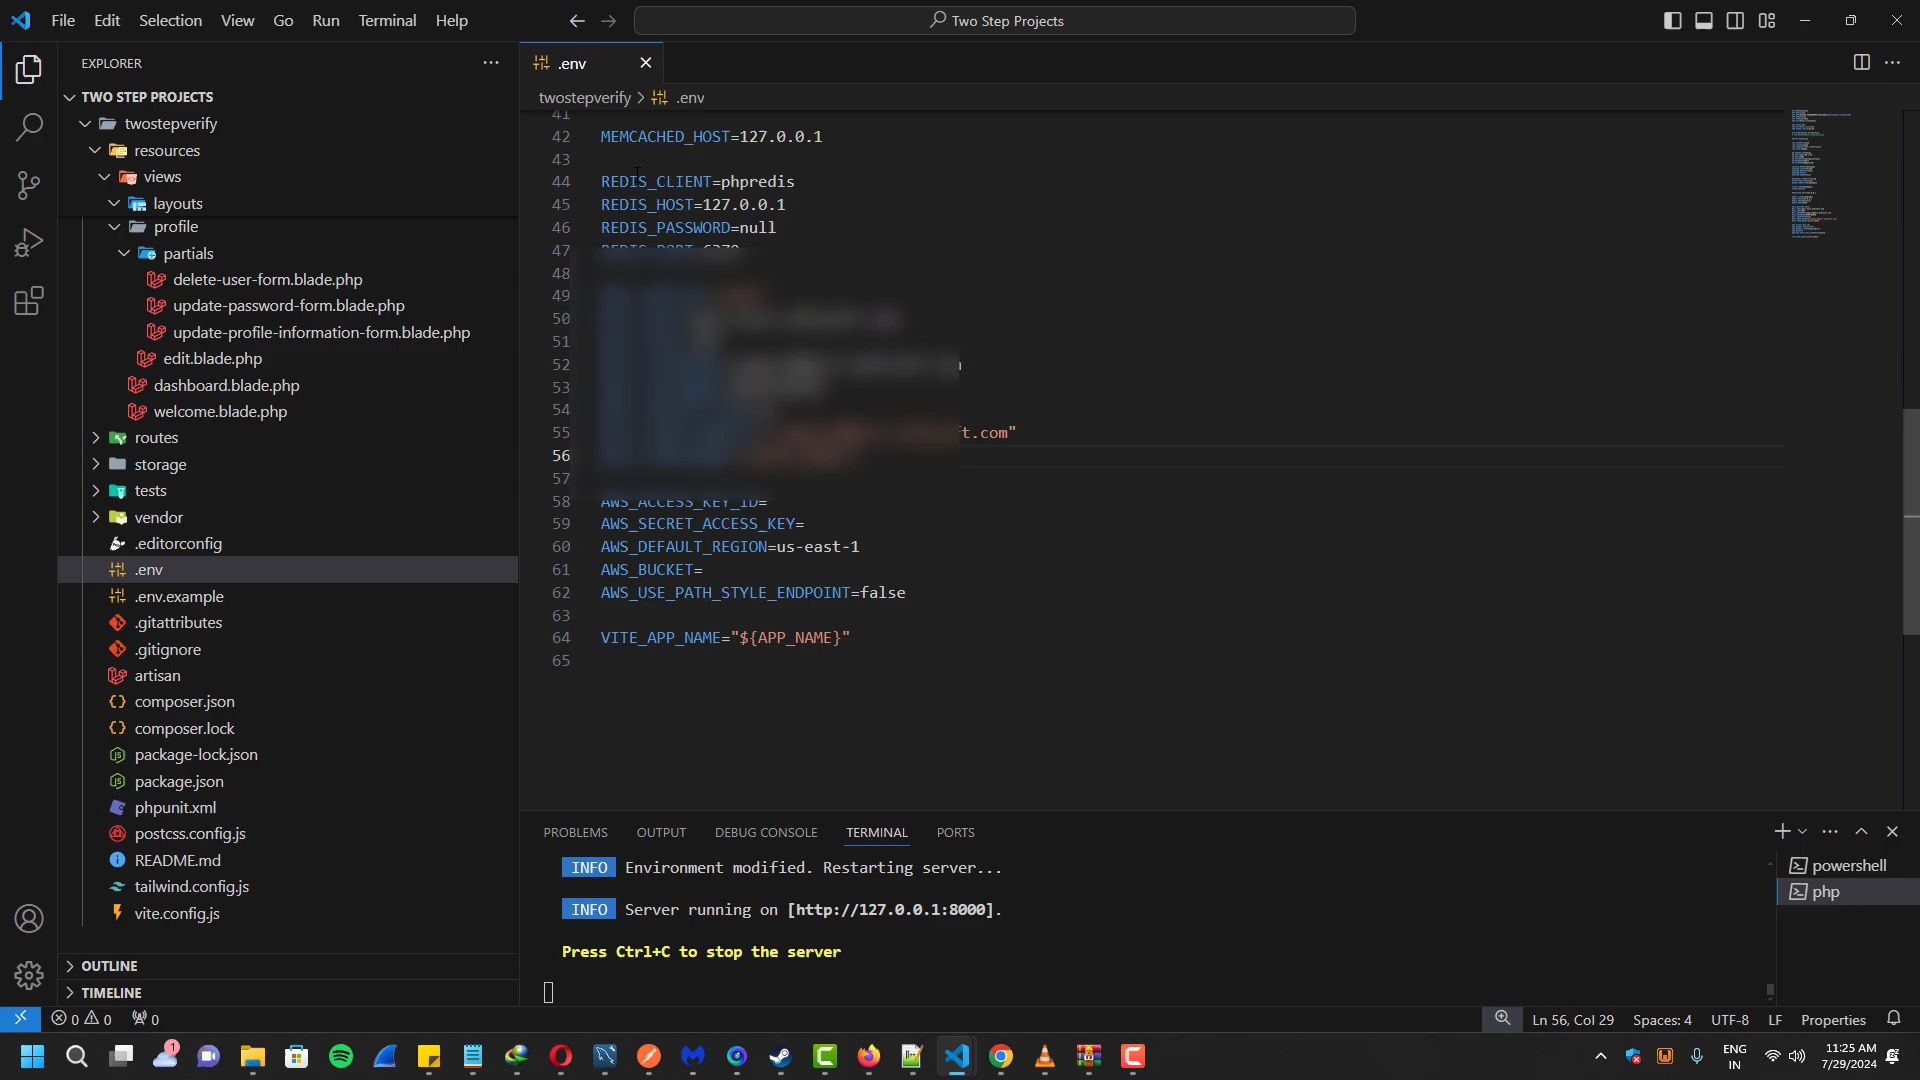 File Edit Selection View Go Run Terminal Help
Two Step Projects
EXPLORER
TWO STEP PROJECTS
twostepverify
resources
views
layouts
profile
partials
delete-user-form.blade.php
update-password-form.blade.php
update-profile-information-form.blade.php
edit.blade.php
dashboard.blade.php
welcome.blade.php
routes
storage
tests
vendor
.editorconfig
.env
.env.example
.gitattributes
.gitignore
artisan
composer.json
composer.lock
package-lock.json
package.json
phpunit.xml
postcss.config.js
README.md
tailwind.config.js
vite.config.js
OUTLINE
TIMELINE
.env
twostepverify > .env
41
42 MEMCACHED_HOST=127.0.0.1
43
44 REDIS_CLIENT=phpredis
45 REDIS_HOST=127.0.0.1
46 REDIS_PASSWORD=null
47
48
49
50
51
52
53
54
55 ft.com"
56
57
58 AWS_ACCESS_KEY_ID=
59 AWS_SECRET_ACCESS_KEY=
60 AWS_DEFAULT_REGION=us-east-1
61 AWS_BUCKET=
62 AWS_USE_PATH_STYLE_ENDPOINT=false
63
64 VITE_APP_NAME="${APP_NAME}"
65
PROBLEMS OUTPUT DEBUG CONSOLE TERMINAL PORTS
INFO Environment modified. Restarting server...
INFO Server running on [http://127.0.0.1:8000].
Press Ctrl+C to stop the server
powershell
php
0 0 0
Ln 56, Col 29 Spaces: 4 UTF-8 LF Properties
1
ENG
IN
11:25 AM
7/29/2024